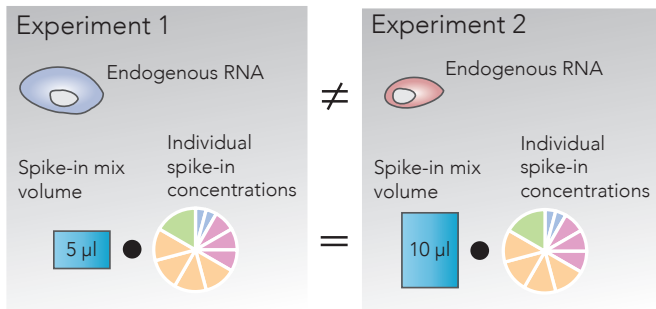 Experiment 1
Endogenous RNA
Spike-in mix
volume
Individual
spike-in
concentrations
5 µl
≠
=
Experiment 2
Endogenous RNA
Spike-in mix
volume
Individual
spike-in
concentrations
10 µl